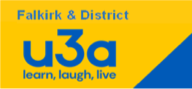 Falkirk & District
u3a
learn, laugh, live